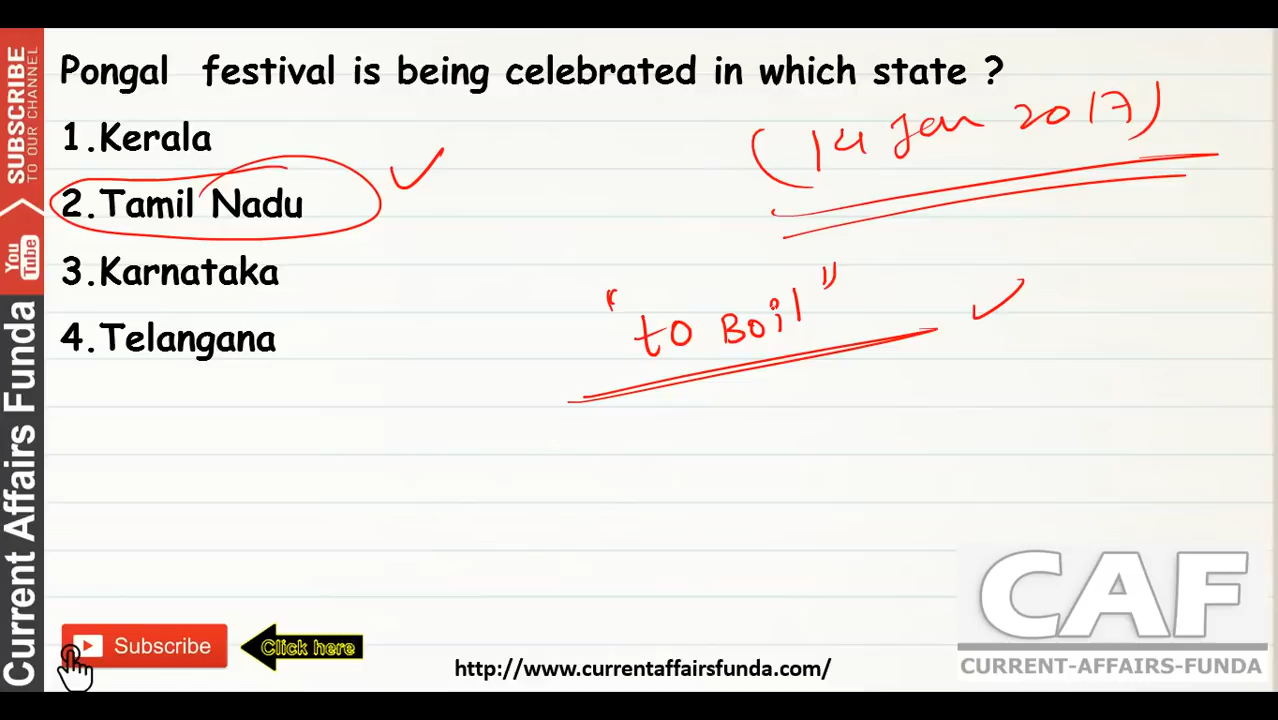 Pongal festival is being celebrated in which state ?
1.Kerala
(14 Jan 2017)
2.Tamil Nadu
3.Karnataka
"to Boil"
4.Telangana
SUBSCRIBE
TO OUR CHANNEL
You
Tube
Current Affairs Funda
Subscribe
Click here
http://www.currentaffairsfunda.com/
CAF
CURRENT-AFFAIRS-FUNDA